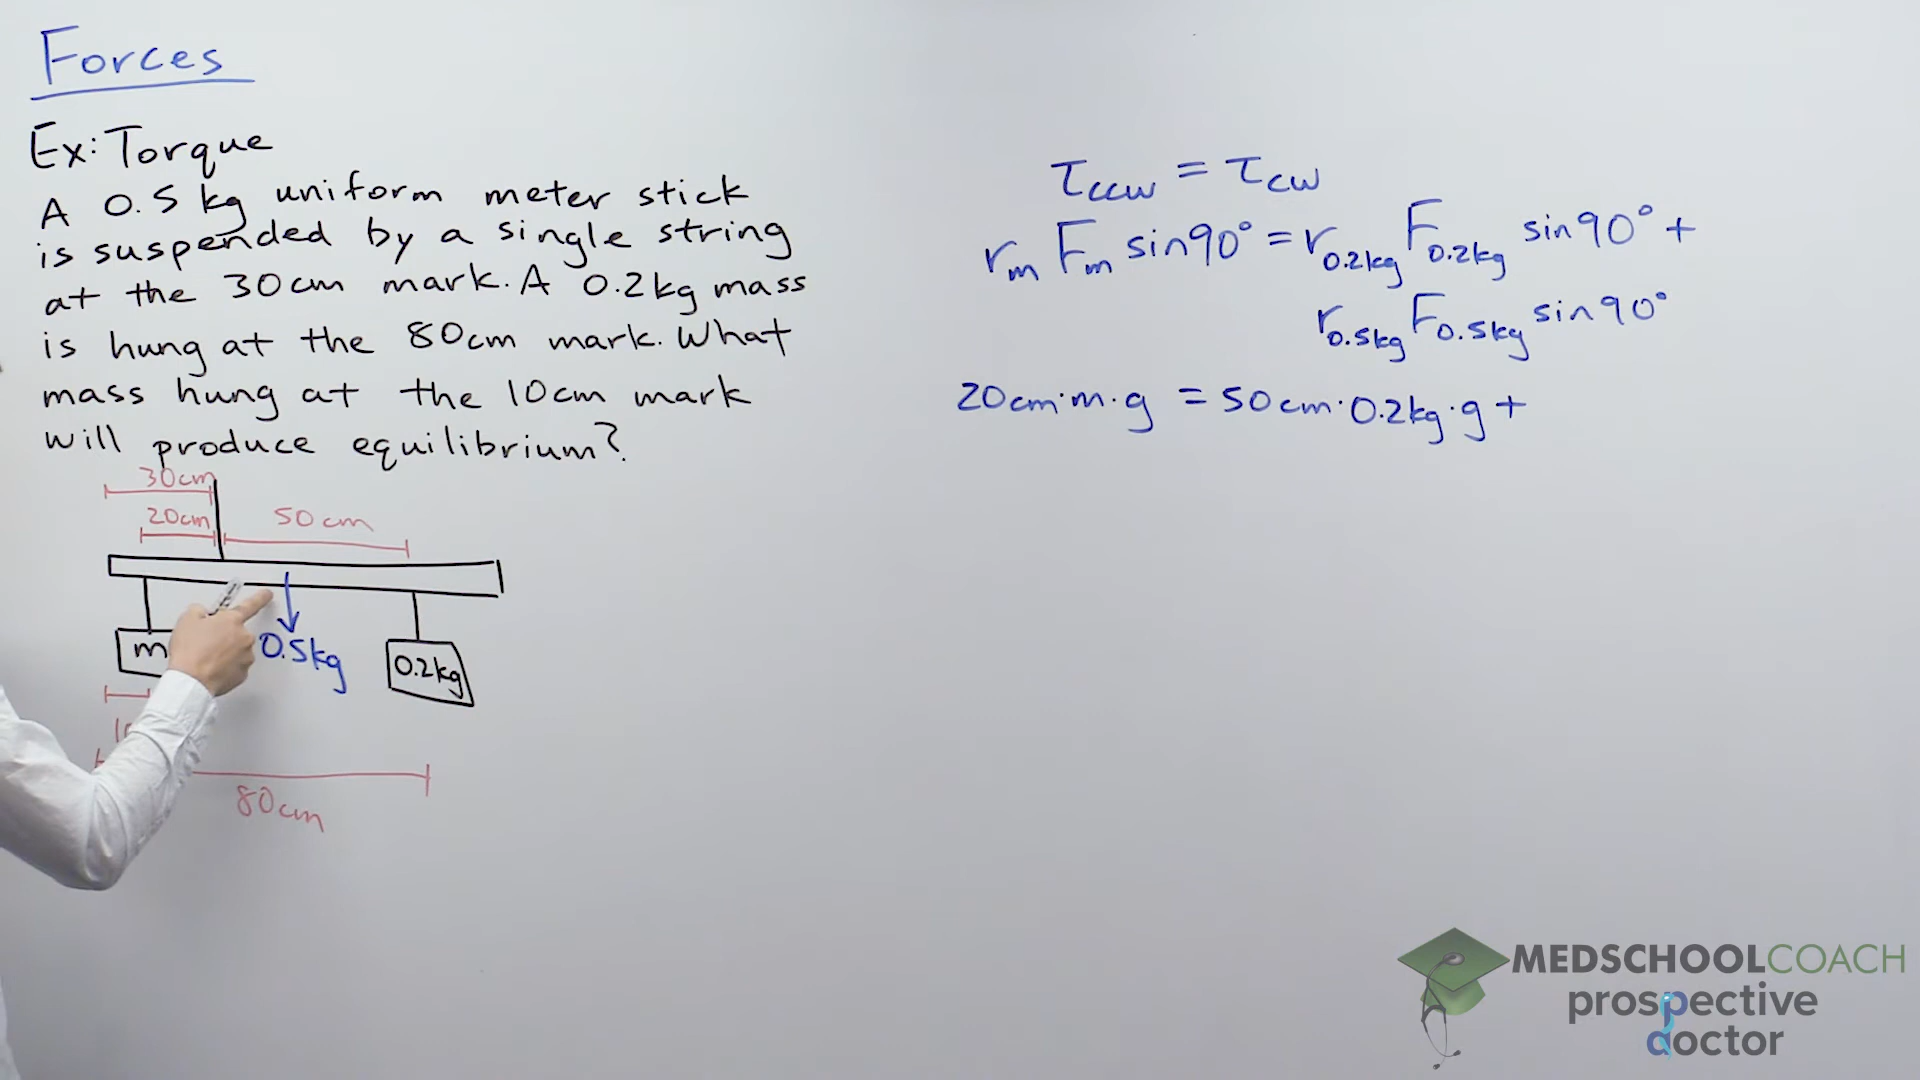 Forces
Ex: Torque
A 0.5 kg uniform meter stick
is suspended by a single string
at the 30cm mark. A 0.2kg mass
is hung at the 80cm mark. What
mass hung at the 10cm mark
will produce equilibrium?
30cm
20cm
50cm
m
0.5kg
0.2kg
80cm
τccw = τcw
rm Fm sin90° = r0.2kg F0.2kg sin90° +
r0.5kg F0.5kg sin90°
20cm·m·g = 50cm·0.2kg·g +
MEDSCHOOLCOACH
prospective
doctor